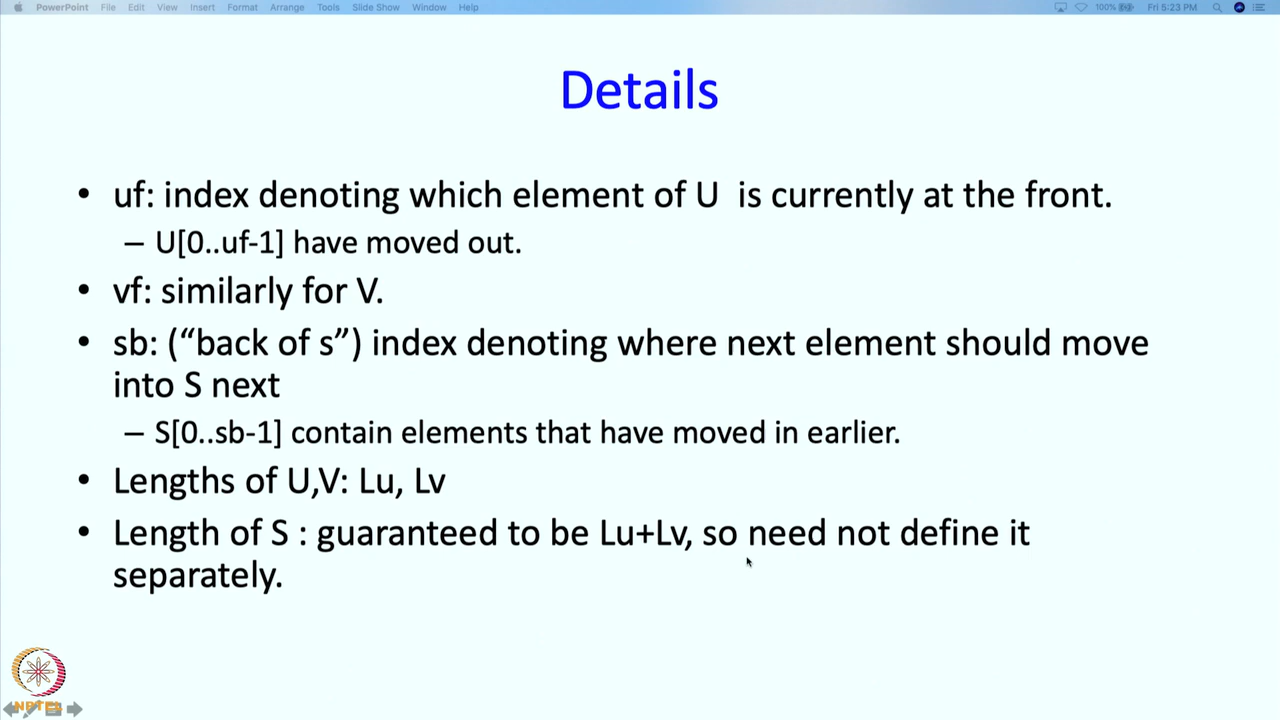 PowerPoint File Edit View Insert Format Arrange Tools Slide Show Window Help 100% Fri 5:23 PM
Details
• uf: index denoting which element of U is currently at the front.
– U[0..uf-1] have moved out.
• vf: similarly for V.
• sb: (“back of s”) index denoting where next element should move
into S next
– S[0..sb-1] contain elements that have moved in earlier.
• Lengths of U,V: Lu, Lv
• Length of S : guaranteed to be Lu+Lv, so need not define it
separately.
NPTEL